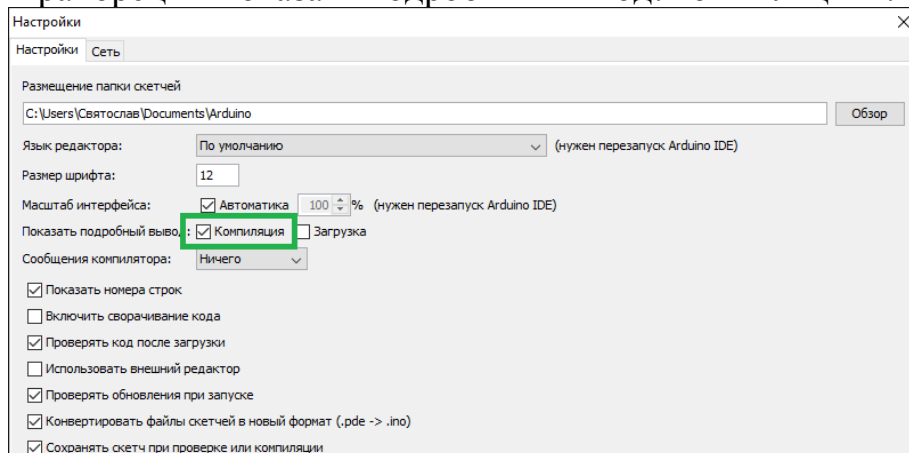 Настройки
Настройки Сеть
Размещение папки скетчей
C:\Users\Святослав\Documents\Arduino Обзор
Язык редактора: По умолчанию (нужен перезапуск Arduino IDE)
Размер шрифта: 12
Масштаб интерфейса: Автоматика 100 % (нужен перезапуск Arduino IDE)
Показать подробный вывод: Компиляция Загрузка
Сообщения компилятора: Ничего
Показать номера строк
Включить сворачивание кода
Проверять код после загрузки
Использовать внешний редактор
Проверять обновления при запуске
Конвертировать файлы скетчей в новый формат (.pde -> .ino)
Сохранять скетч при проверке или компиляции